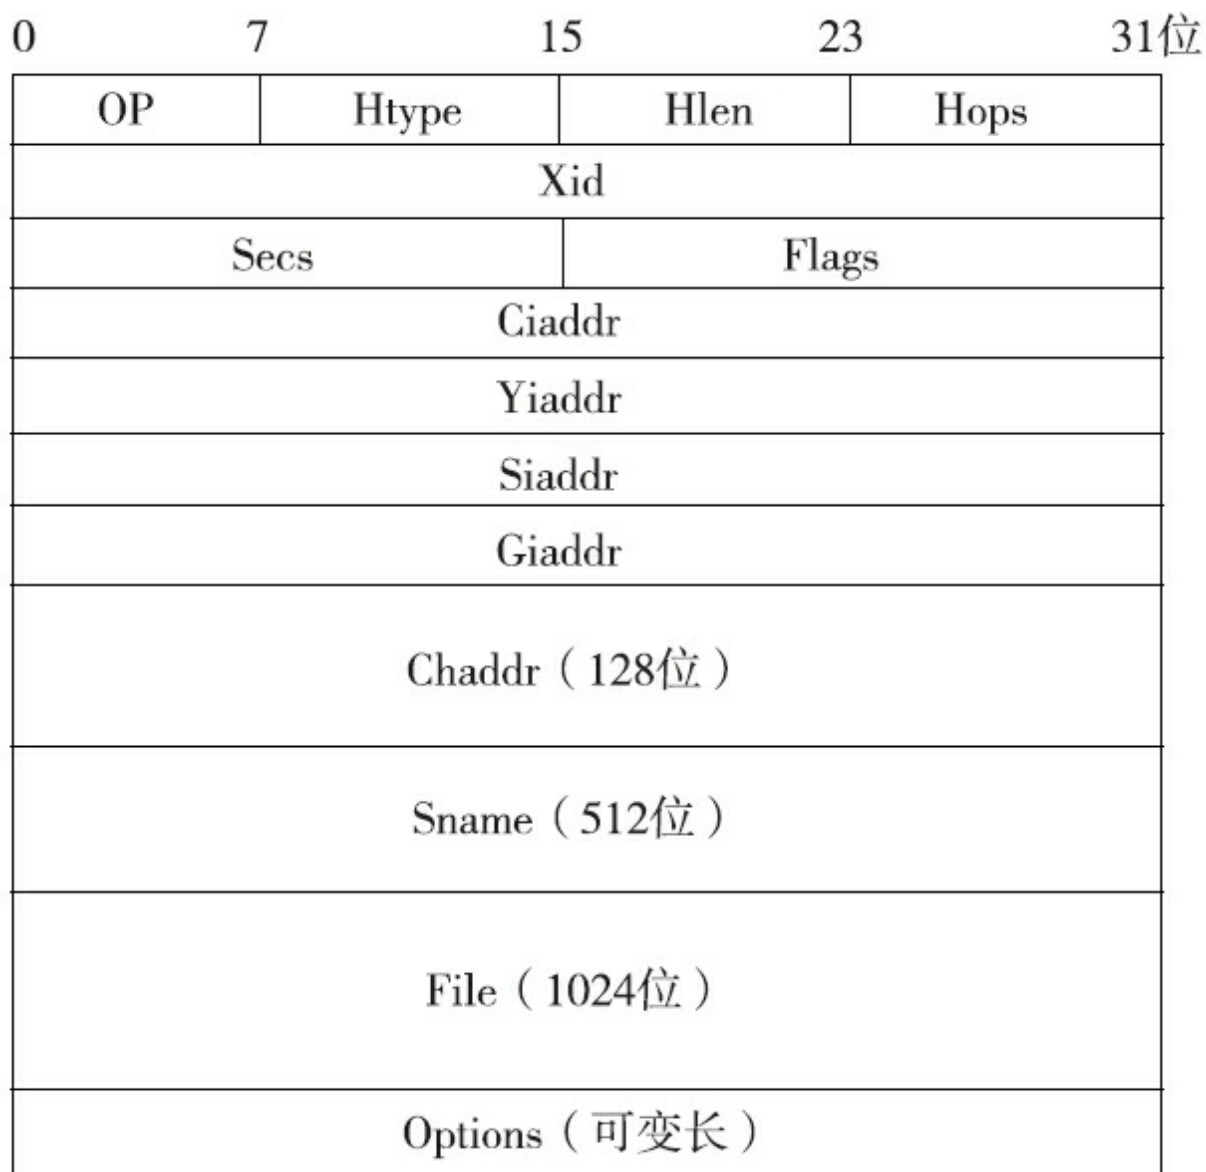 0 7 15 23 31位
OP Htype Hlen Hops
Xid
Secs Flags
Ciaddr
Yiaddr
Siaddr
Giaddr
Chaddr（128位）
Sname（512位）
File（1024位）
Options（可变长）